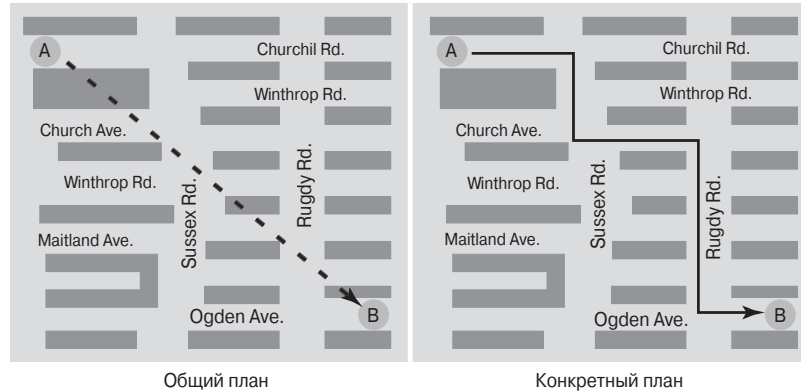 A
Churchil Rd.
Winthrop Rd.
Church Ave.
Winthrop Rd.
Sussex Rd.
Rugdy Rd.
Maitland Ave.
Ogden Ave.
B
Общий план
A
Churchil Rd.
Winthrop Rd.
Church Ave.
Winthrop Rd.
Sussex Rd.
Rugdy Rd.
Maitland Ave.
Ogden Ave.
B
Конкретный план